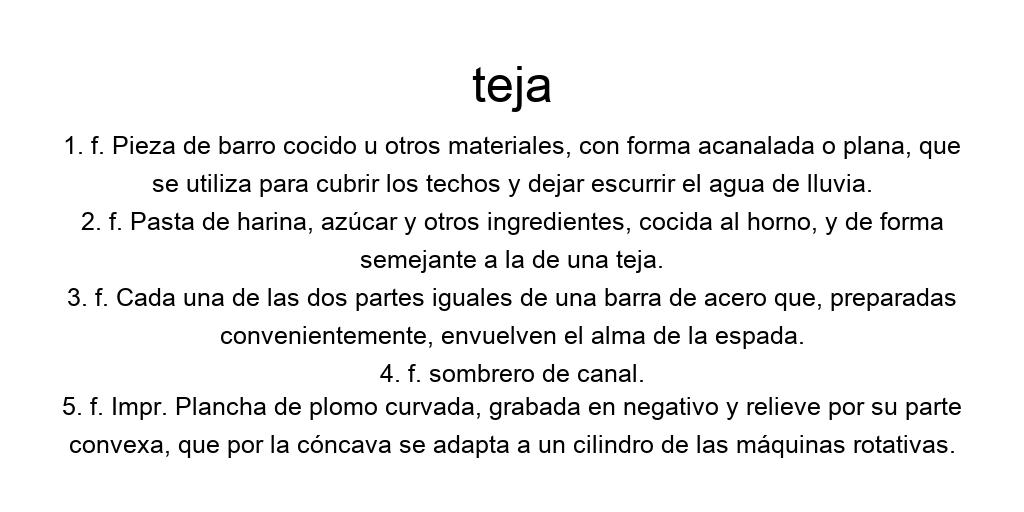 teja
1. f. Pieza de barro cocido u otros materiales, con forma acanalada o plana, que
se utiliza para cubrir los techos y dejar escurrir el agua de lluvia.
2. f. Pasta de harina, azúcar y otros ingredientes, cocida al horno, y de forma
semejante a la de una teja.
3. f. Cada una de las dos partes iguales de una barra de acero que, preparadas
convenientemente, envuelven el alma de la espada.
4. f. sombrero de canal.
5. f. Impr. Plancha de plomo curvada, grabada en negativo y relieve por su parte
convexa, que por la cóncava se adapta a un cilindro de las máquinas rotativas.